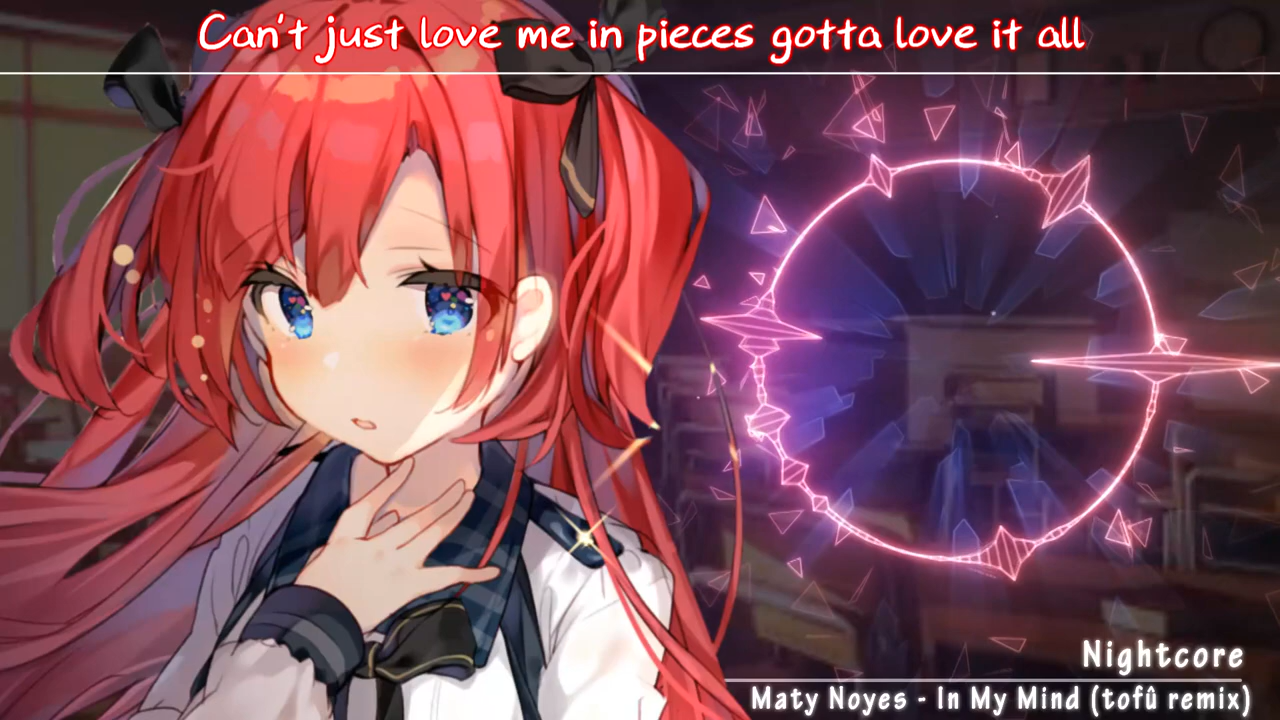 Can't just love me in pieces gotta love it all
Nightcore
Maty Noyes - In My Mind (tofû remix)